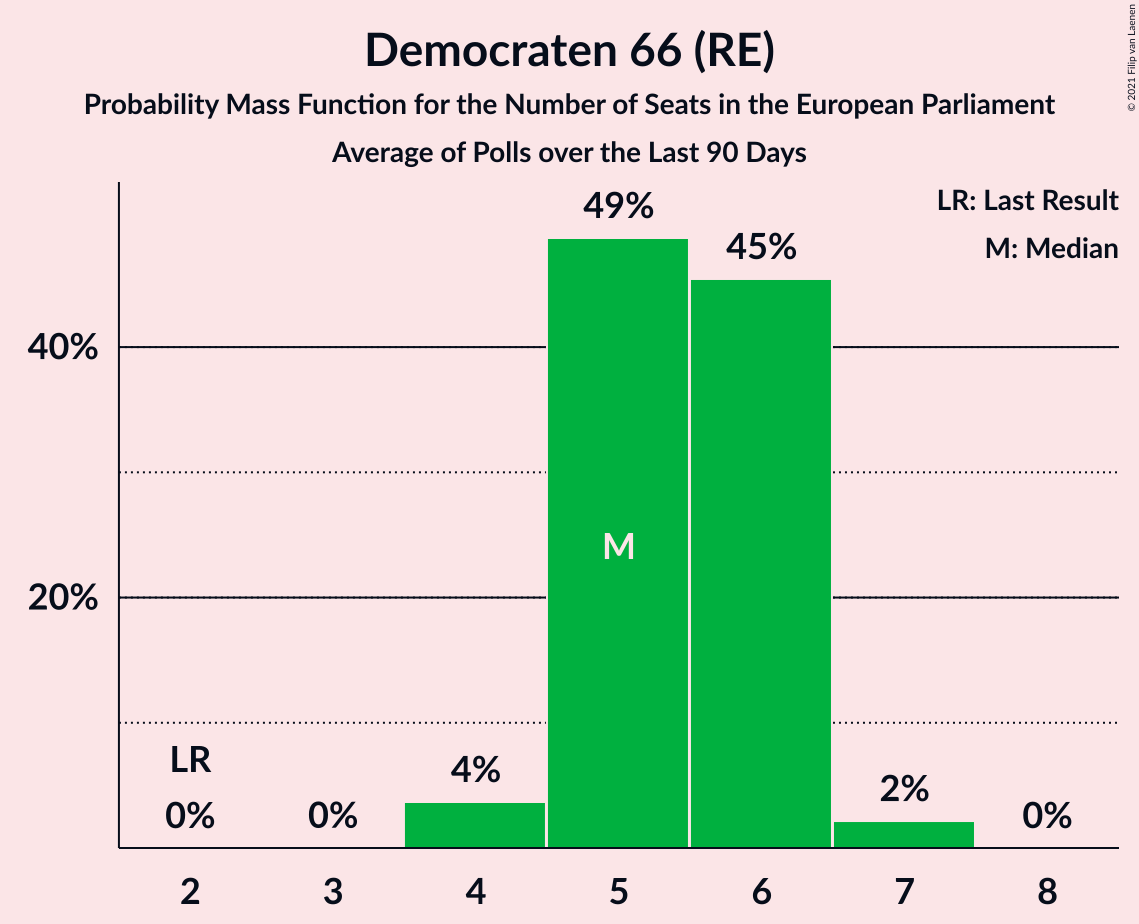 Democraten 66 (RE)
Probability Mass Function for the Number of Seats in the European Parliament
Average of Polls over the Last 90 Days
© 2021 Filip van Laenen
LR: Last Result
M: Median
49%
45%
40%
M
20%
LR
0%
0%
4%
2%
0%
2
3
4
5
6
7
8